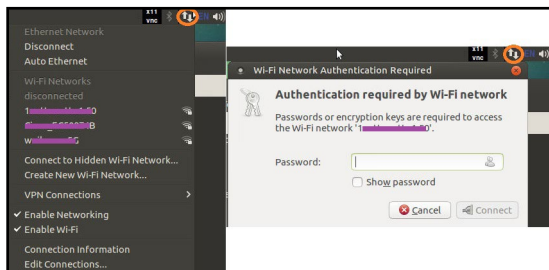 x11
vnc
EN
Ethernet Network
Disconnect
Auto Ethernet
Wi-Fi Networks
disconnected
Connect to Hidden Wi-Fi Network...
Create New Wi-Fi Network...
VPN Connections
Enable Networking
Enable Wi-Fi
Connection Information
Edit Connections...
x11
vnc
EN
Wi-Fi Network Authentication Required
Authentication required by Wi-Fi network
Passwords or encryption keys are required to access
the Wi-Fi network '1
Password:
Show password
Cancel
Connect